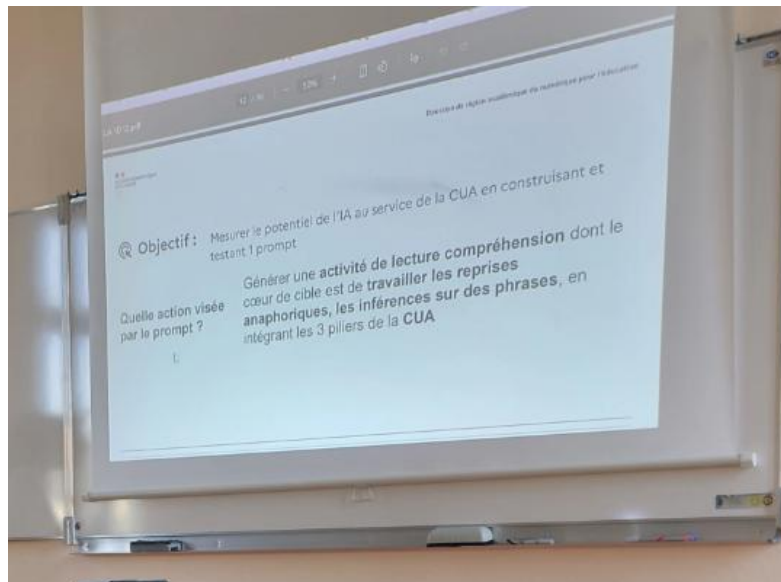 Objectif : Mesurer le potentiel de l'IA au service de la CUA en construisant et
testant 1 prompt
Quelle action visée
par le prompt ?
Générer une activité de lecture compréhension dont le
cœur de cible est de travailler les reprises
anaphoriques, les inférences sur des phrases, en
intégrant les 3 piliers de la CUA